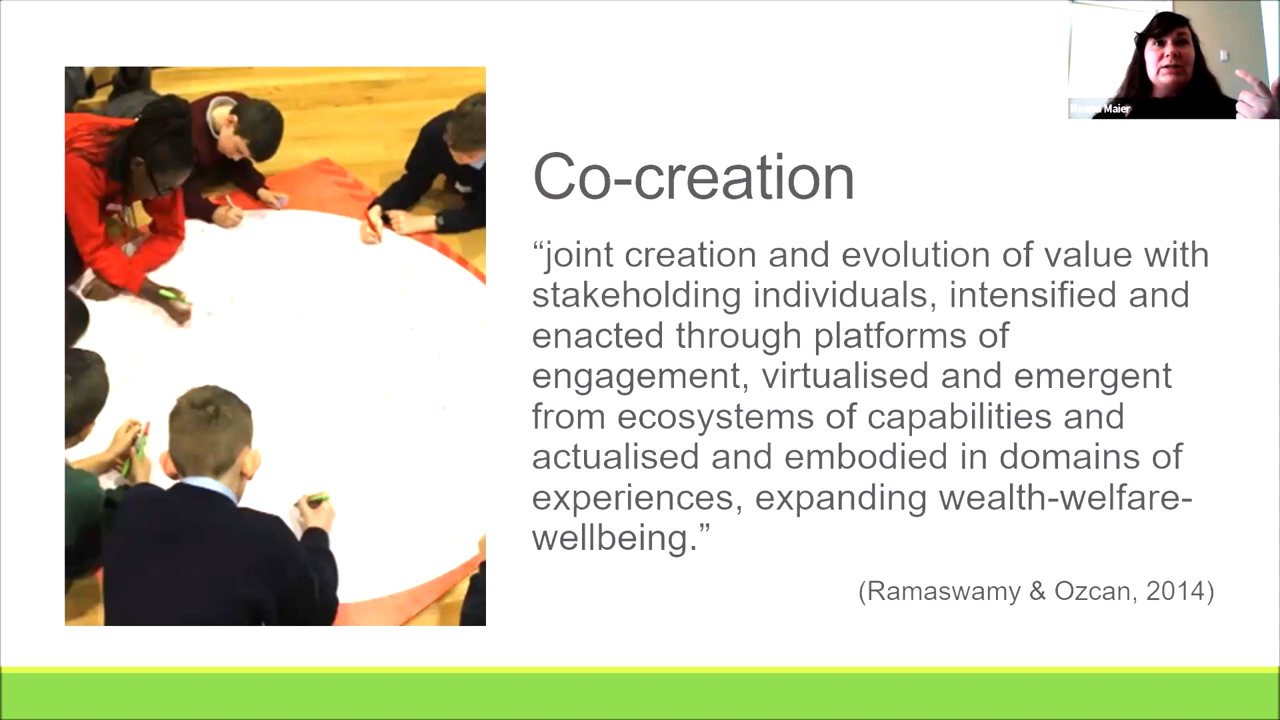 Maier
Co-creation
“joint creation and evolution of value with
stakeholding individuals, intensified and
enacted through platforms of
engagement, virtualised and emergent
from ecosystems of capabilities and
actualised and embodied in domains of
experiences, expanding wealth-welfare-
wellbeing.”
(Ramaswamy & Ozcan, 2014)